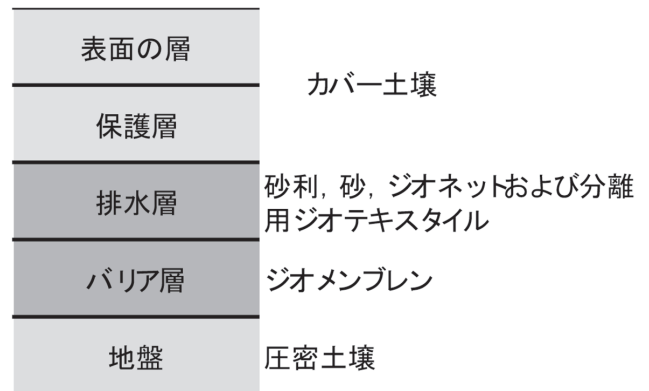 表面の層
カバー土壌
保護層
排水層
砂利，砂，ジオネットおよび分離
用ジオテキスタイル
バリア層
ジオメンブレン
地盤
圧密土壌